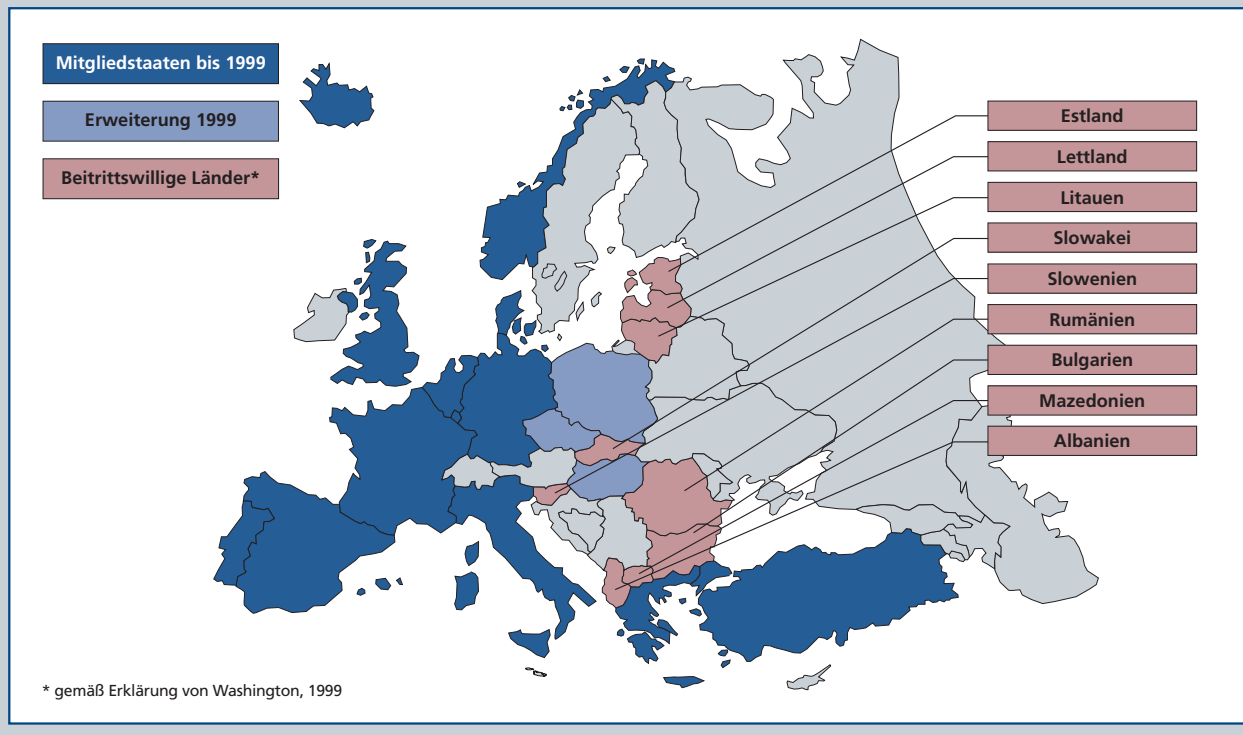 Mitgliedstaaten bis 1999
Erweiterung 1999
Beitrittswillige Länder*
Estland
Lettland
Litauen
Slowakei
Slowenien
Rumänien
Bulgarien
Mazedonien
Albanien
* gemäß Erklärung von Washington, 1999